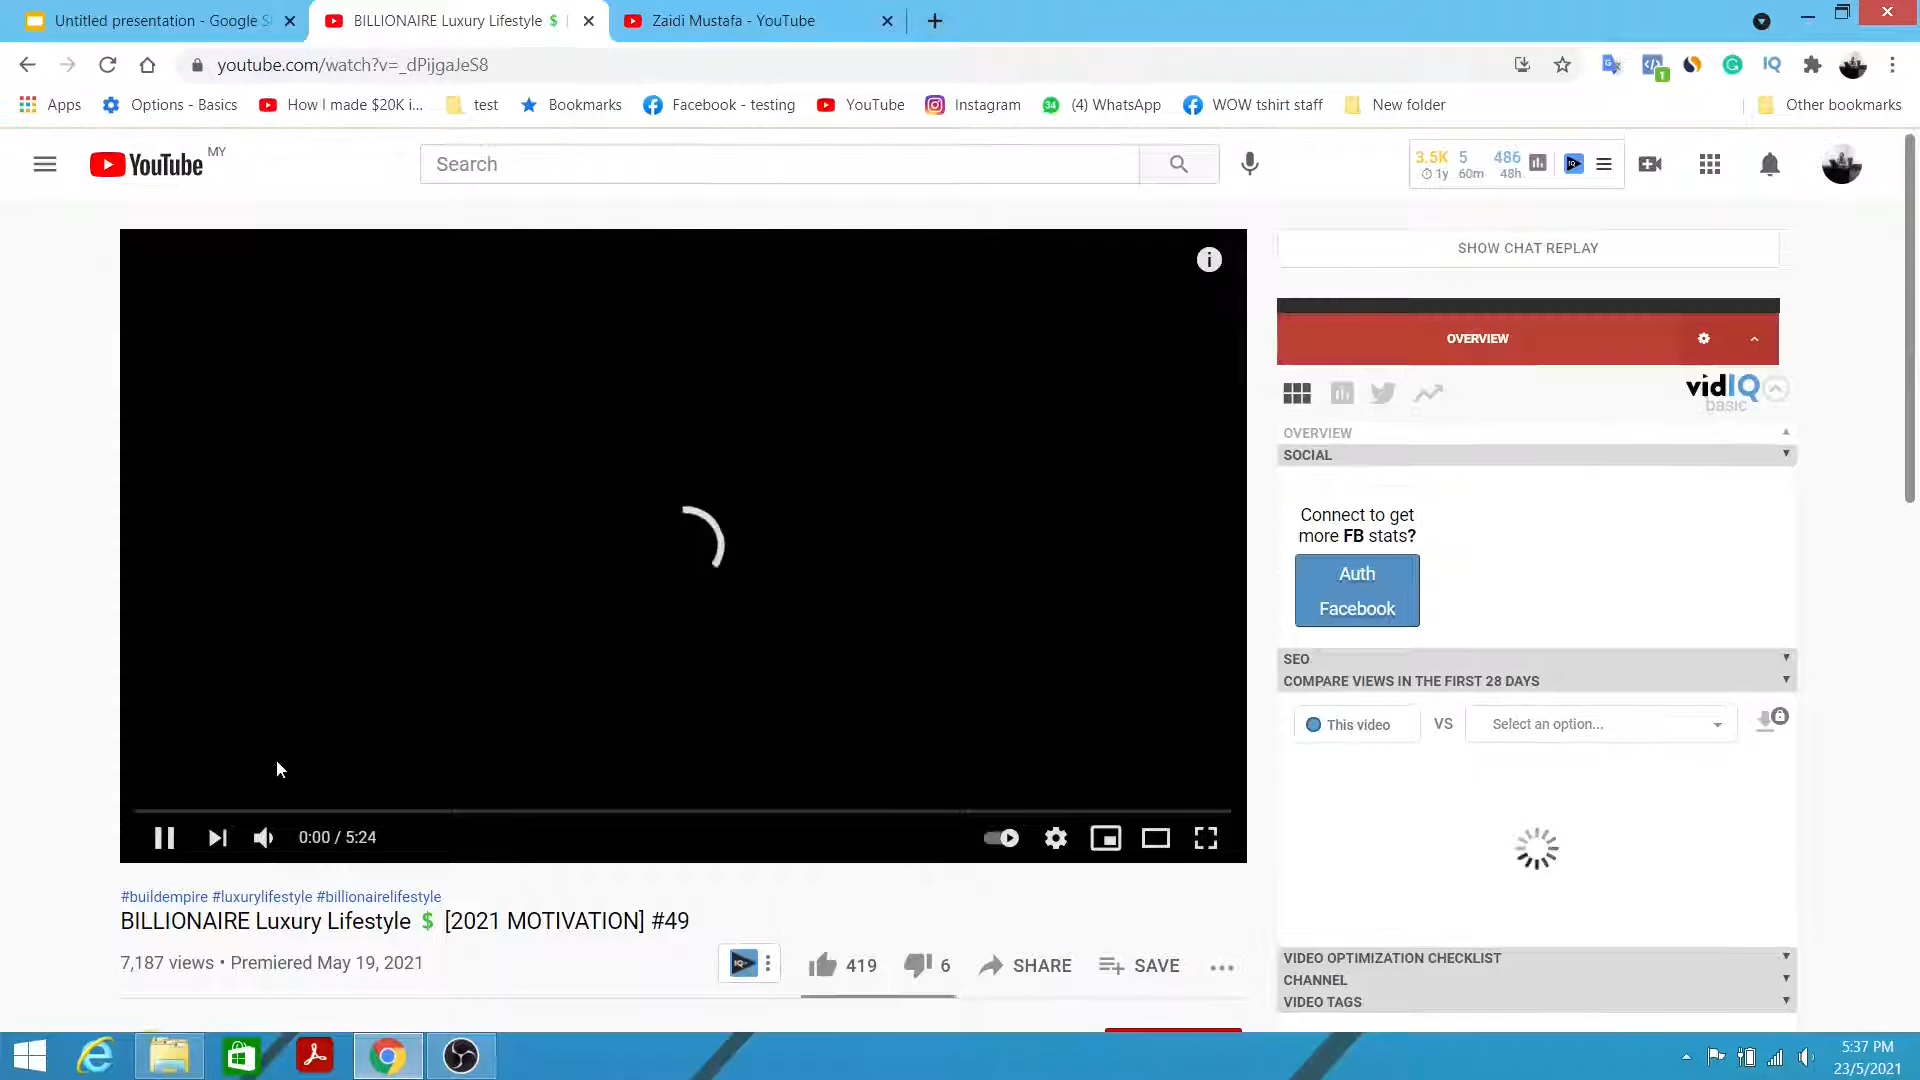 Untitled presentation - Google S
BILLIONAIRE Luxury Lifestyle 💲
Zaidi Mustafa - YouTube
youtube.com/watch?v=_dPijgaJeS8
1
Apps
Options - Basics
How I made $20K i...
test
Bookmarks
Facebook - testing
YouTube
Instagram
34
(4) WhatsApp
WOW tshirt staff
New folder
Other bookmarks
YouTube MY
Search
3.5K 5 486
1y 60m 48h
SHOW CHAT REPLAY
OVERVIEW
vidIQ
basic
OVERVIEW
SOCIAL
Connect to get
more FB stats?
Auth
Facebook
SEO
COMPARE VIEWS IN THE FIRST 28 DAYS
This video VS Select an option...
0:00 / 5:24
#buildempire #luxurylifestyle #billionairelifestyle
BILLIONAIRE Luxury Lifestyle 💲 [2021 MOTIVATION] #49
7,187 views • Premiered May 19, 2021
419 6 SHARE SAVE
VIDEO OPTIMIZATION CHECKLIST
CHANNEL
VIDEO TAGS
5:37 PM
23/5/2021